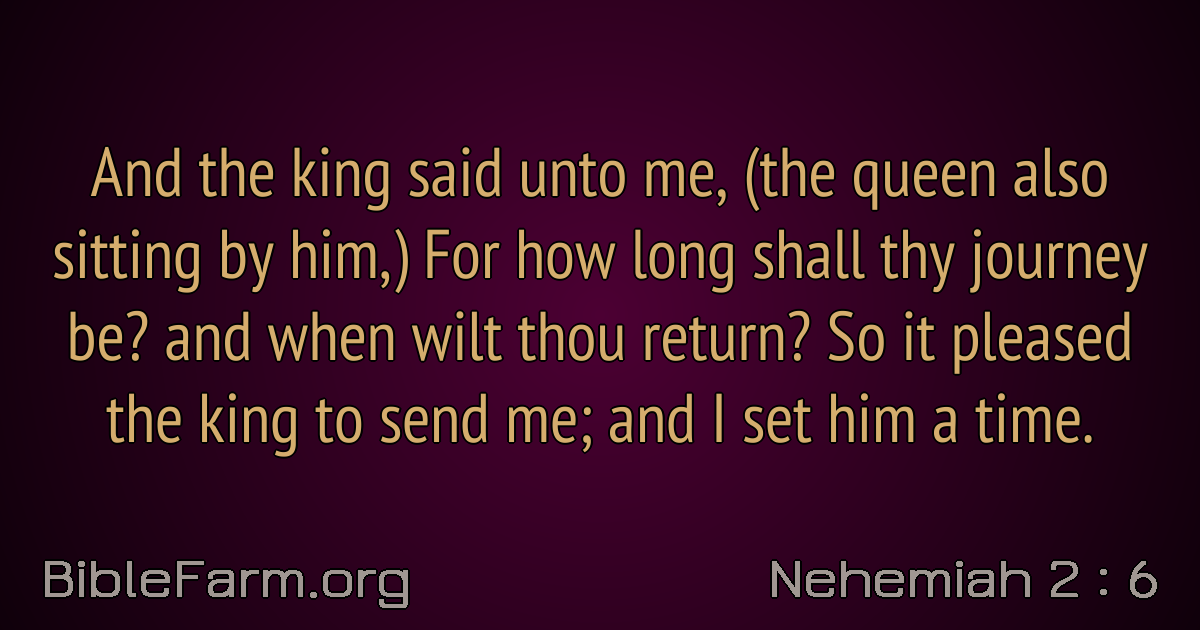 And the king said unto me, (the queen also
sitting by him,) For how long shall thy journey
be? and when wilt thou return? So it pleased
the king to send me; and I set him a time.
BibleFarm.org
Nehemiah 2 : 6